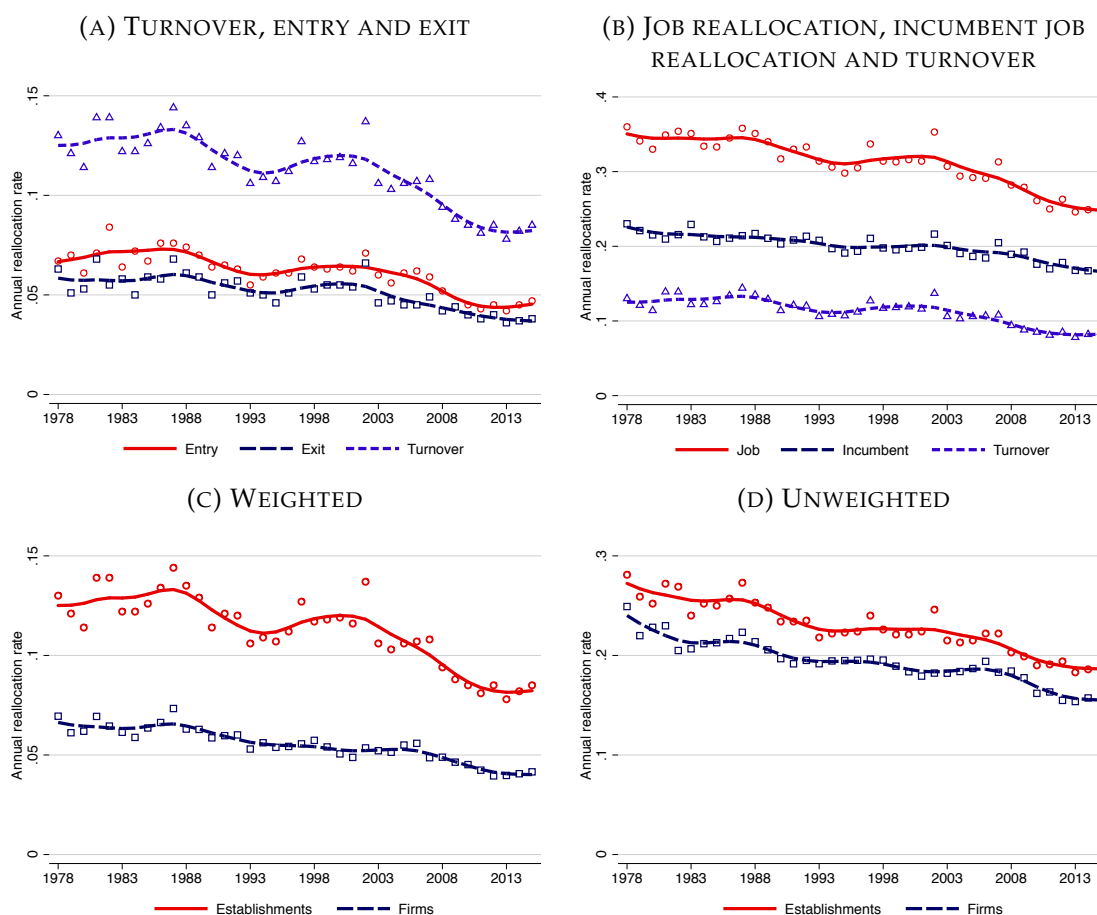 (A) TURNOVER, ENTRY AND EXIT
.15
.1
.05
0
Annual reallocation rate
1978 1983 1988 1993 1998 2003 2008 2013
Entry Exit Turnover
(B) JOB REALLOCATION, INCUMBENT JOB
REALLOCATION AND TURNOVER
.4
.3
.2
.1
0
Annual reallocation rate
1978 1983 1988 1993 1998 2003 2008 2013
Job Incumbent Turnover
(C) WEIGHTED
.15
.1
.05
0
Annual reallocation rate
1978 1983 1988 1993 1998 2003 2008 2013
Establishments Firms
(D) UNWEIGHTED
.3
.2
.1
0
Annual reallocation rate
1978 1983 1988 1993 1998 2003 2008 2013
Establishments Firms